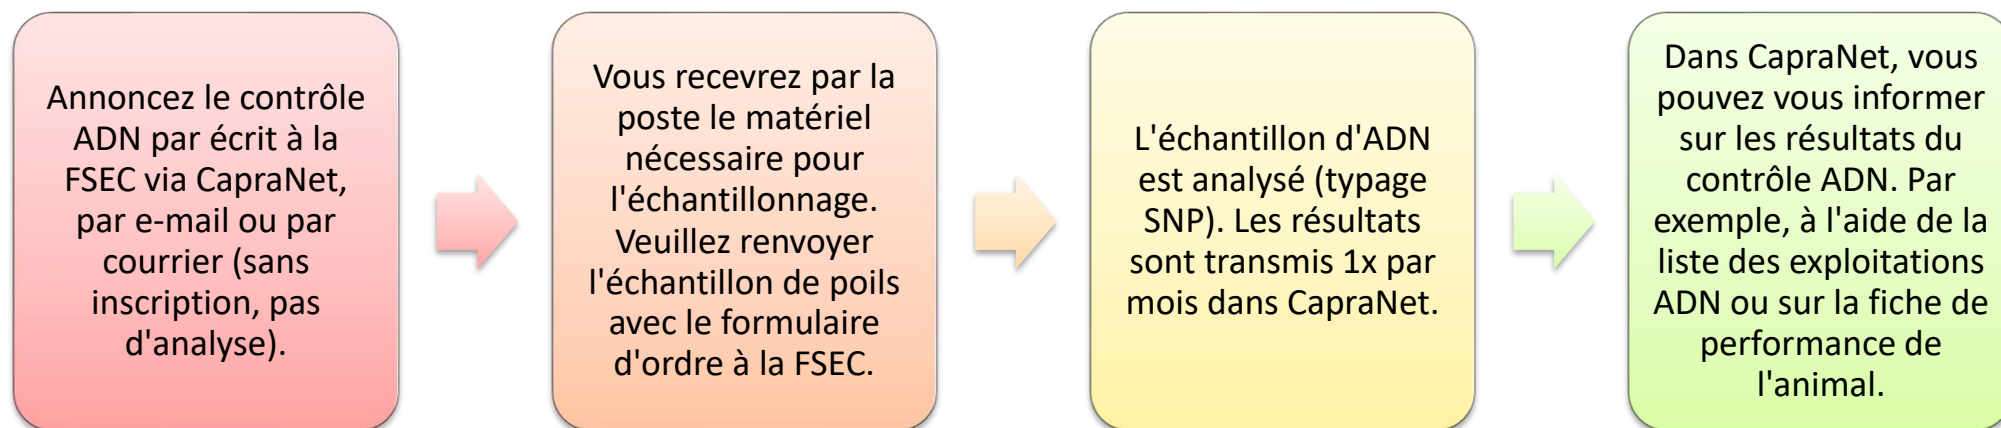 Annoncez le contrôle
ADN par écrit à la
FSEC via CapraNet,
par e-mail ou par
courrier (sans
inscription, pas
d'analyse).
Vous recevrez par la
poste le matériel
nécessaire pour
l'échantillonnage.
Veuillez renvoyer
l'échantillon de poils
avec le formulaire
d'ordre à la FSEC.
L'échantillon d'ADN
est analysé (typage
SNP). Les résultats
sont transmis 1x par
mois dans CapraNet.
Dans CapraNet, vous
pouvez vous informer
sur les résultats du
contrôle ADN. Par
exemple, à l'aide de la
liste des exploitations
ADN ou sur la fiche de
performance de
l'animal.